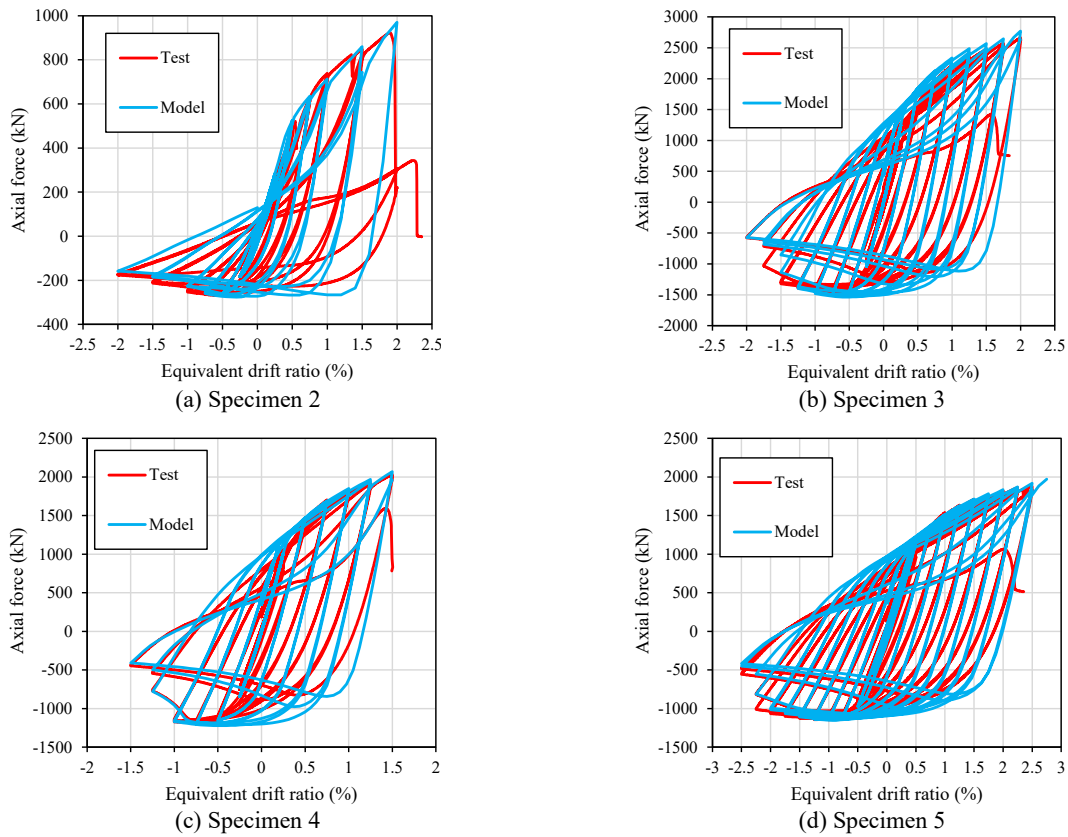 1000
800
600
400
200
0
-200
-400
Axial force (kN)
Test
Model
-2.5 -2 -1.5 -1 -0.5 0 0.5 1 1.5 2 2.5
Equivalent drift ratio (%)
(a) Specimen 2
3000
2500
2000
1500
1000
500
0
-500
-1000
-1500
-2000
Axial force (kN)
Test
Model
-2.5 -2 -1.5 -1 -0.5 0 0.5 1 1.5 2 2.5
Equivalent drift ratio (%)
(b) Specimen 3
2500
2000
1500
1000
500
0
-500
-1000
-1500
Axial force (kN)
Test
Model
-2 -1.5 -1 -0.5 0 0.5 1 1.5 2
Equivalent drift ratio (%)
(c) Specimen 4
2500
2000
1500
1000
500
0
-500
-1000
-1500
Axial force (kN)
Test
Model
-3 -2.5 -2 -1.5 -1 -0.5 0 0.5 1 1.5 2 2.5 3
Equivalent drift ratio (%)
(d) Specimen 5